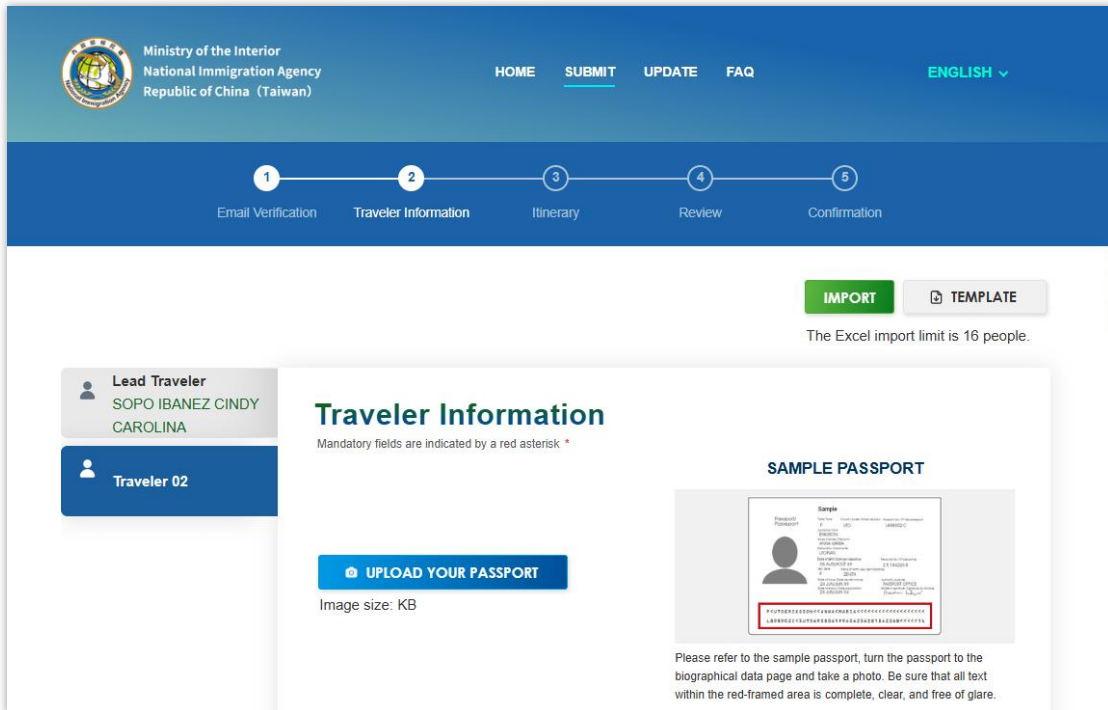 Ministry of the Interior
National Immigration Agency
Republic of China (Taiwan)
HOME SUBMIT UPDATE FAQ
ENGLISH
1 2 3 4 5
Email Verification Traveler Information Itinerary Review Confirmation
IMPORT TEMPLATE
The Excel import limit is 16 people.
Lead Traveler
SOPO IBANEZ CINDY
CAROLINA
Traveler 02
Traveler Information
Mandatory fields are indicated by a red asterisk *
SAMPLE PASSPORT
Sample
UPLOAD YOUR PASSPORT
Image size: KB
Please refer to the sample passport, turn the passport to the
biographical data page and take a photo. Be sure that all text
within the red-framed area is complete, clear, and free of glare.